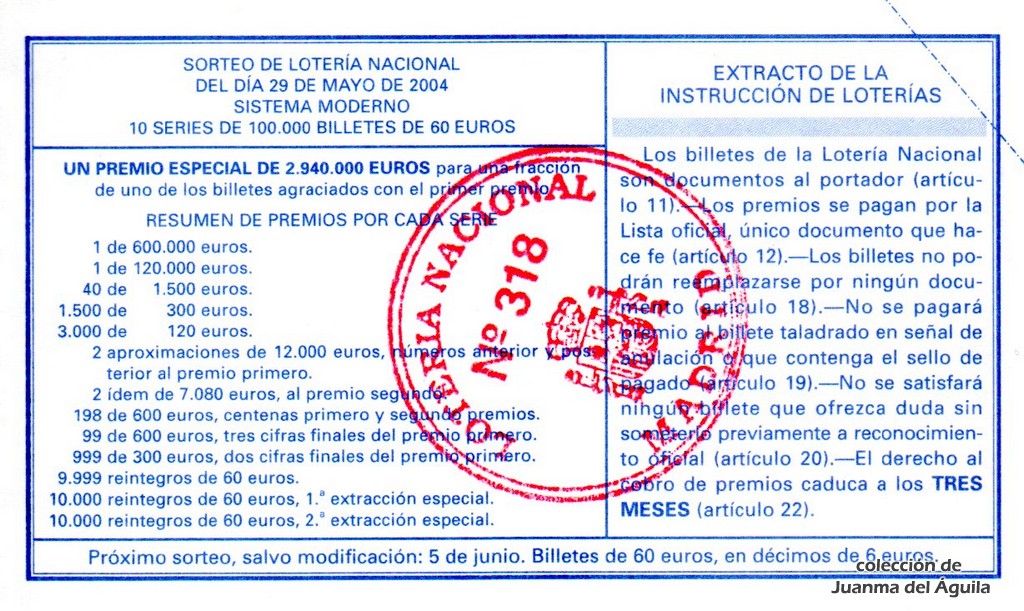 SORTEO DE LOTERÍA NACIONAL
DEL DÍA 29 DE MAYO DE 2004
SISTEMA MODERNO
10 SERIES DE 100.000 BILLETES DE 60 EUROS
UN PREMIO ESPECIAL DE 2.940.000 EUROS para una fracción
de uno de los billetes agraciados con el primer premio
RESUMEN DE PREMIOS POR CADA SERIE
1 de 600.000 euros.
1 de 120.000 euros.
40 de 1.500 euros.
1.500 de 300 euros.
3.000 de 120 euros.
2 aproximaciones de 12.000 euros, números anterior y pos-
terior al premio primero.
2 ídem de 7.080 euros, al premio segundo.
198 de 600 euros, centenas primero y segundo premios.
99 de 600 euros, tres cifras finales del premio primero.
999 de 300 euros, dos cifras finales del premio primero.
9.999 reintegros de 60 euros.
10.000 reintegros de 60 euros, 1.ª extracción especial.
10.000 reintegros de 60 euros, 2.ª extracción especial.
EXTRACTO DE LA
INSTRUCCIÓN DE LOTERÍAS
Los billetes de la Lotería Nacional
son documentos al portador (artícu-
lo 11).—Los premios se pagan por la
Lista oficial, único documento que ha-
ce fe (artículo 12).—Los billetes no po-
drán reemplazarse por ningún docu-
mento (artículo 18).—No se pagará
premio al billete taladrado en señal de
anulación o que contenga el sello de
pagado (artículo 19).—No se satisfará
ningún billete que ofrezca duda sin
someterlo previamente a reconocimien-
to oficial (artículo 20).—El derecho al
cobro de premios caduca a los TRES
MESES (artículo 22).
LOTERIA NACIONAL
Nº 318
MADRID
Próximo sorteo, salvo modificación: 5 de junio. Billetes de 60 euros, en décimos de 6 euros.
colección de
Juanma del Águila